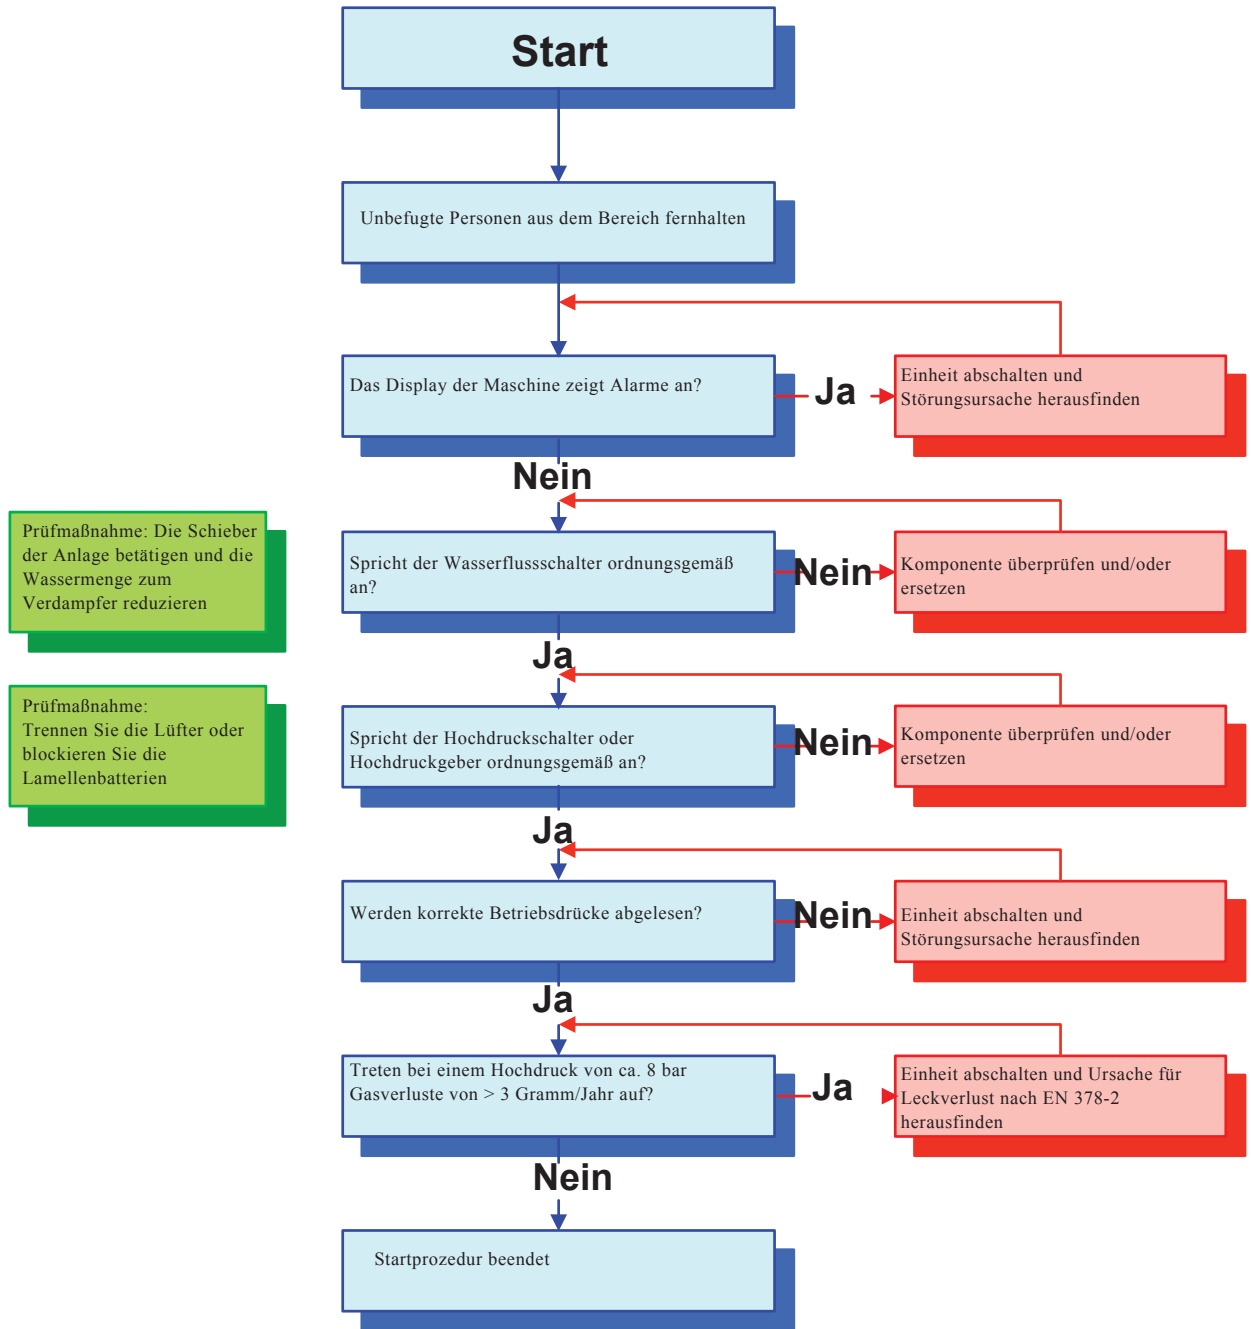 Start
Unbefugte Personen aus dem Bereich fernhalten
Das Display der Maschine zeigt Alarme an?
Ja
Einheit abschalten und
Störungsursache herausfinden
Nein
Prüfmaßnahme: Die Schieber
der Anlage betätigen und die
Wassermenge zum
Verdampfer reduzieren
Spricht der Wasserflussschalter ordnungsgemäß
an?
Nein
Komponente überprüfen und/oder
ersetzen
Ja
Prüfmaßnahme:
Trennen Sie die Lüfter oder
blockieren Sie die
Lamellenbatterien
Spricht der Hochdruckschalter oder
Hochdruckgeber ordnungsgemäß an?
Nein
Komponente überprüfen und/oder
ersetzen
Ja
Werden korrekte Betriebsdrücke abgelesen?
Nein
Einheit abschalten und
Störungsursache herausfinden
Ja
Treten bei einem Hochdruck von ca. 8 bar
Gasverluste von > 3 Gramm/Jahr auf?
Ja
Einheit abschalten und Ursache für
Leckverlust nach EN 378-2
herausfinden
Nein
Startprozedur beendet